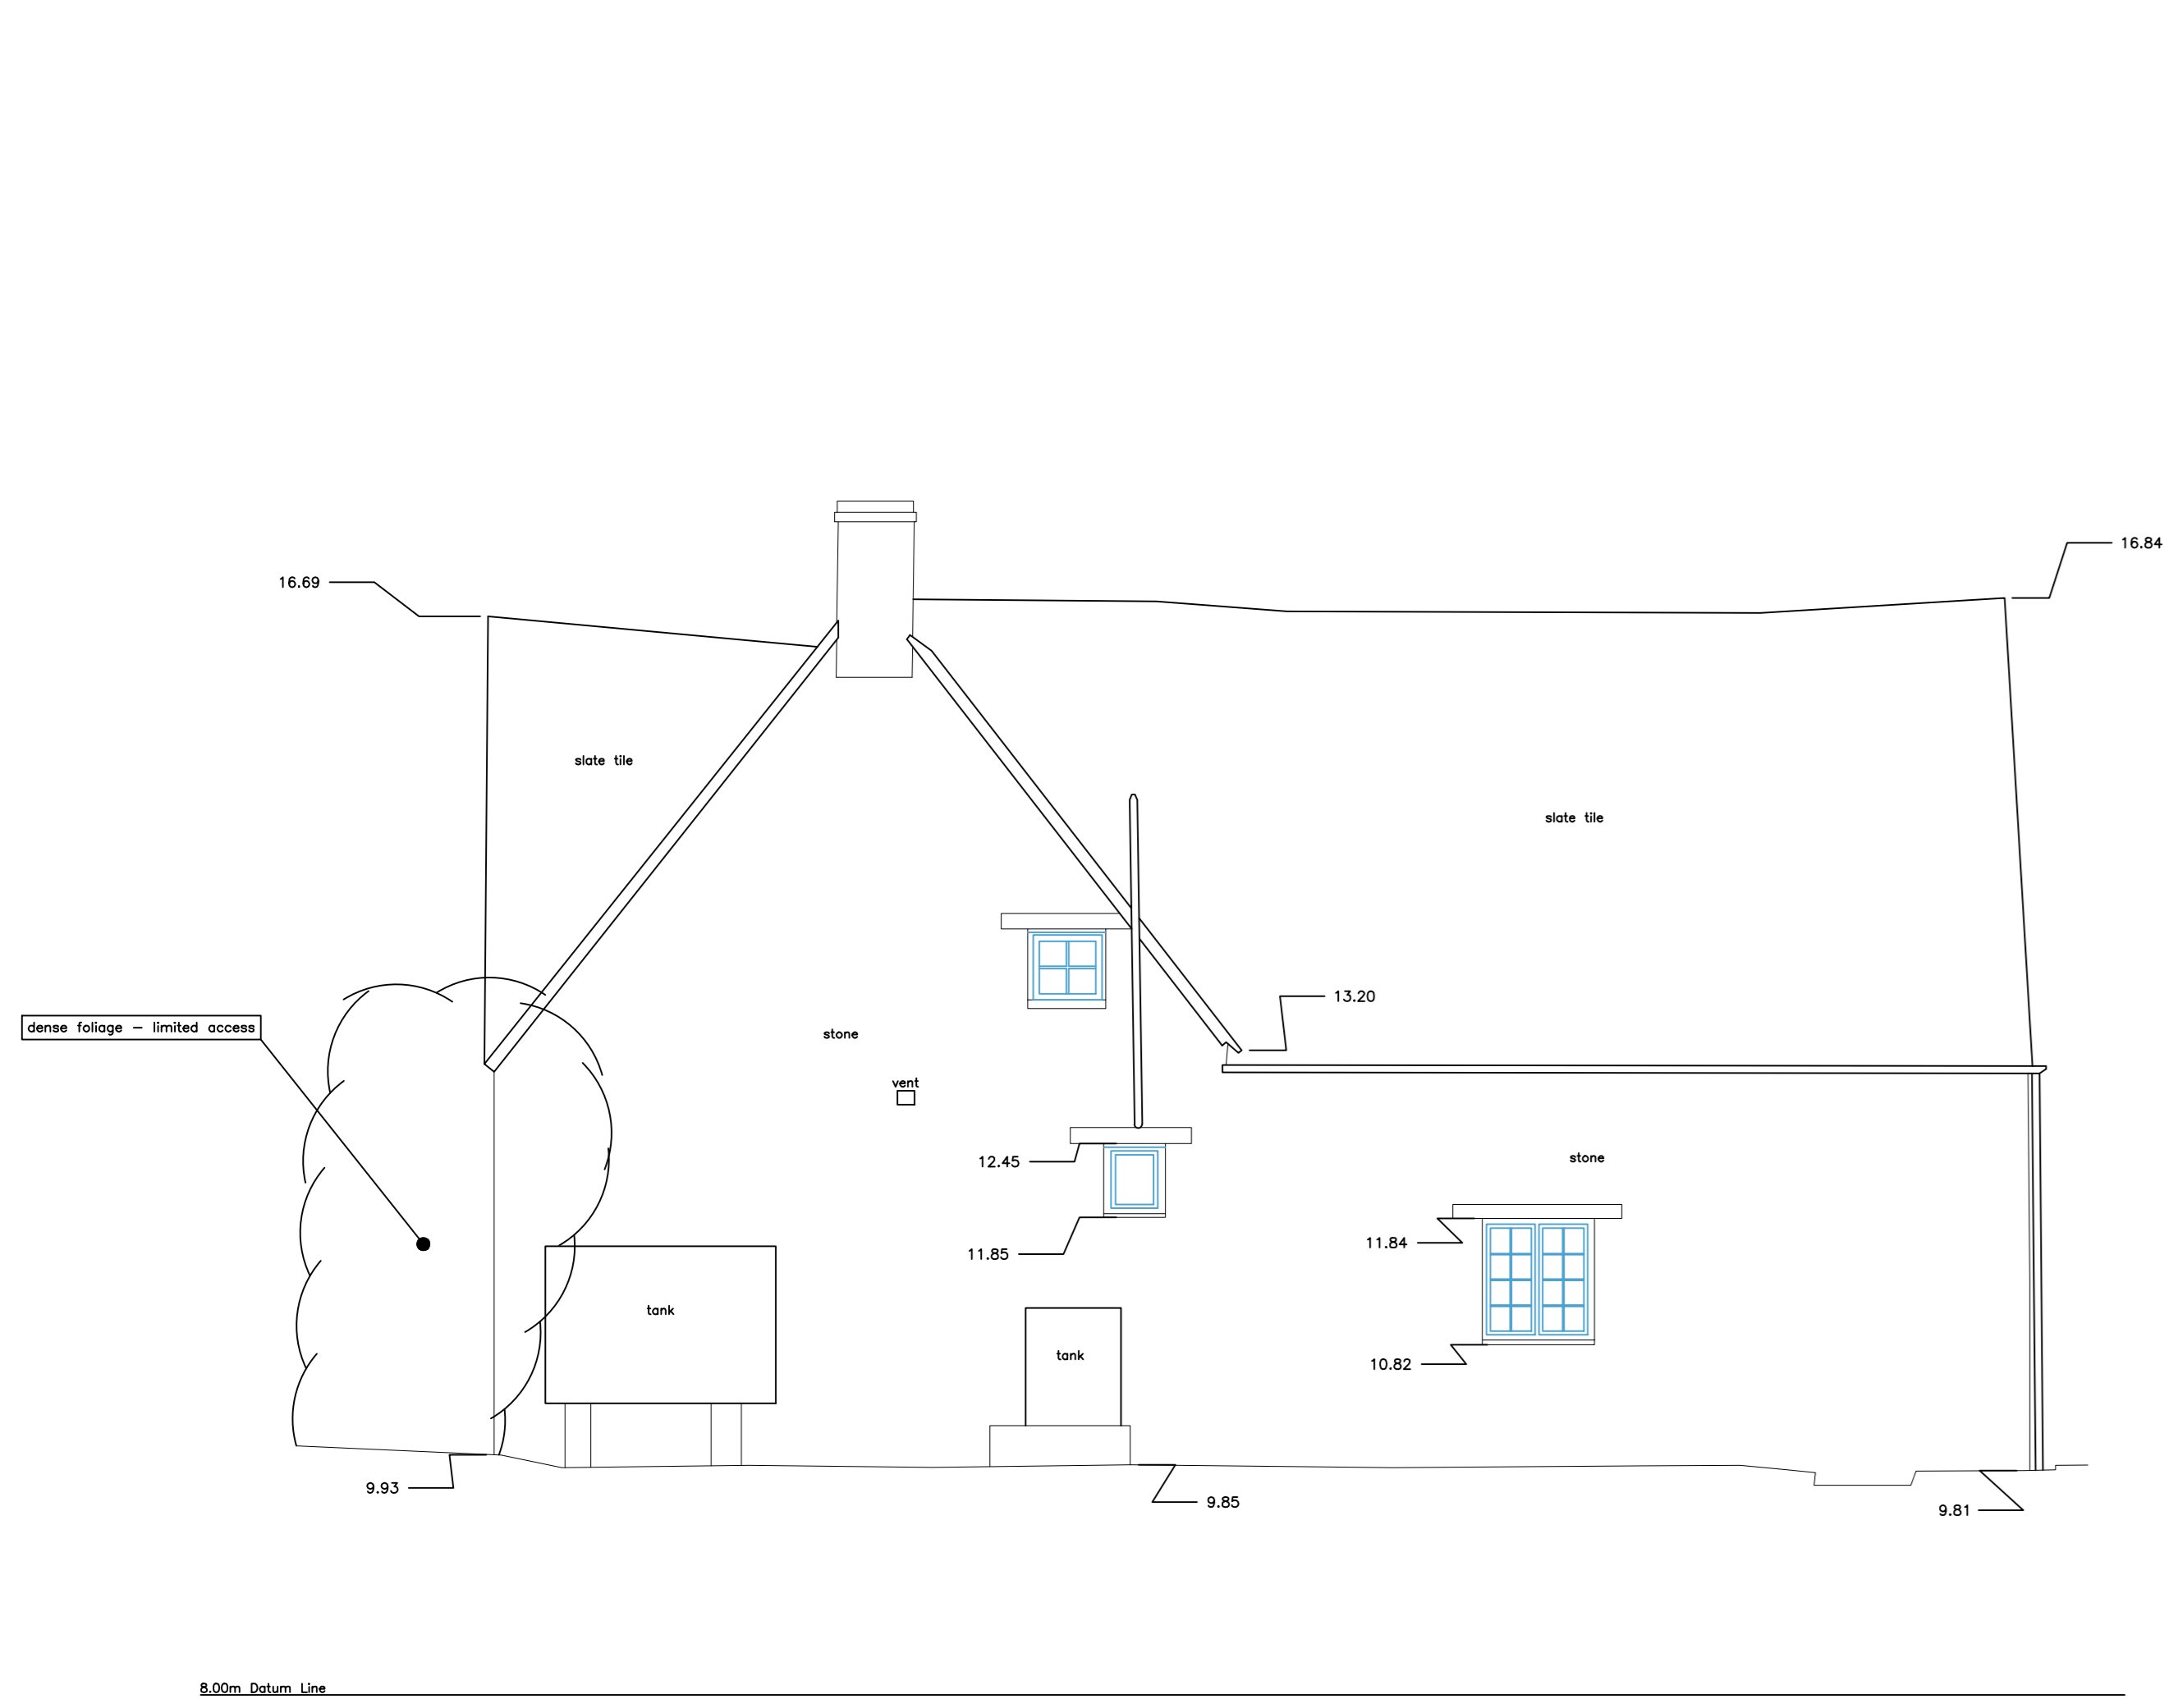 16.84
16.69
slate tile
slate tile
13.20
dense foliage – limited access
stone
vent
stone
12.45
11.84
11.85
tank
tank
10.82
9.93
9.85
9.81
8.00m Datum Line